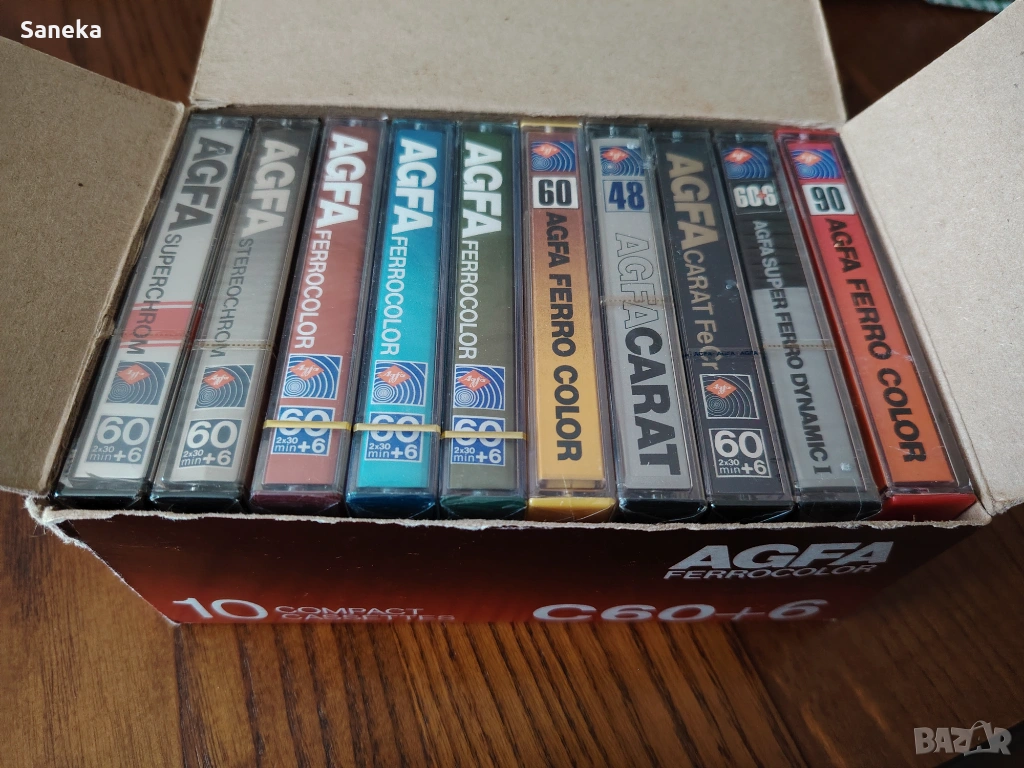 Saneka
AGFA SUPERCHROM
60 2x30 min +6
AGFA STEREOCHROM
60 2x30 min +6
AGFA FERROCOLOR
60 2x30 min +6
AGFA FERROCOLOR
60 2x30 min +6
AGFA FERROCOLOR
60 2x30 min +6
60 AGFA FERRO COLOR
48 AGFA CARAT
AGFA CARAT FeCr
60 2x30 min +6
60+6 AGFA SUPER FERRO DYNAMIC I
90 AGFA FERRO COLOR
AGFA
FERROCOLOR
10 COMPACT
CASSETTES
C60+6
BAZAR